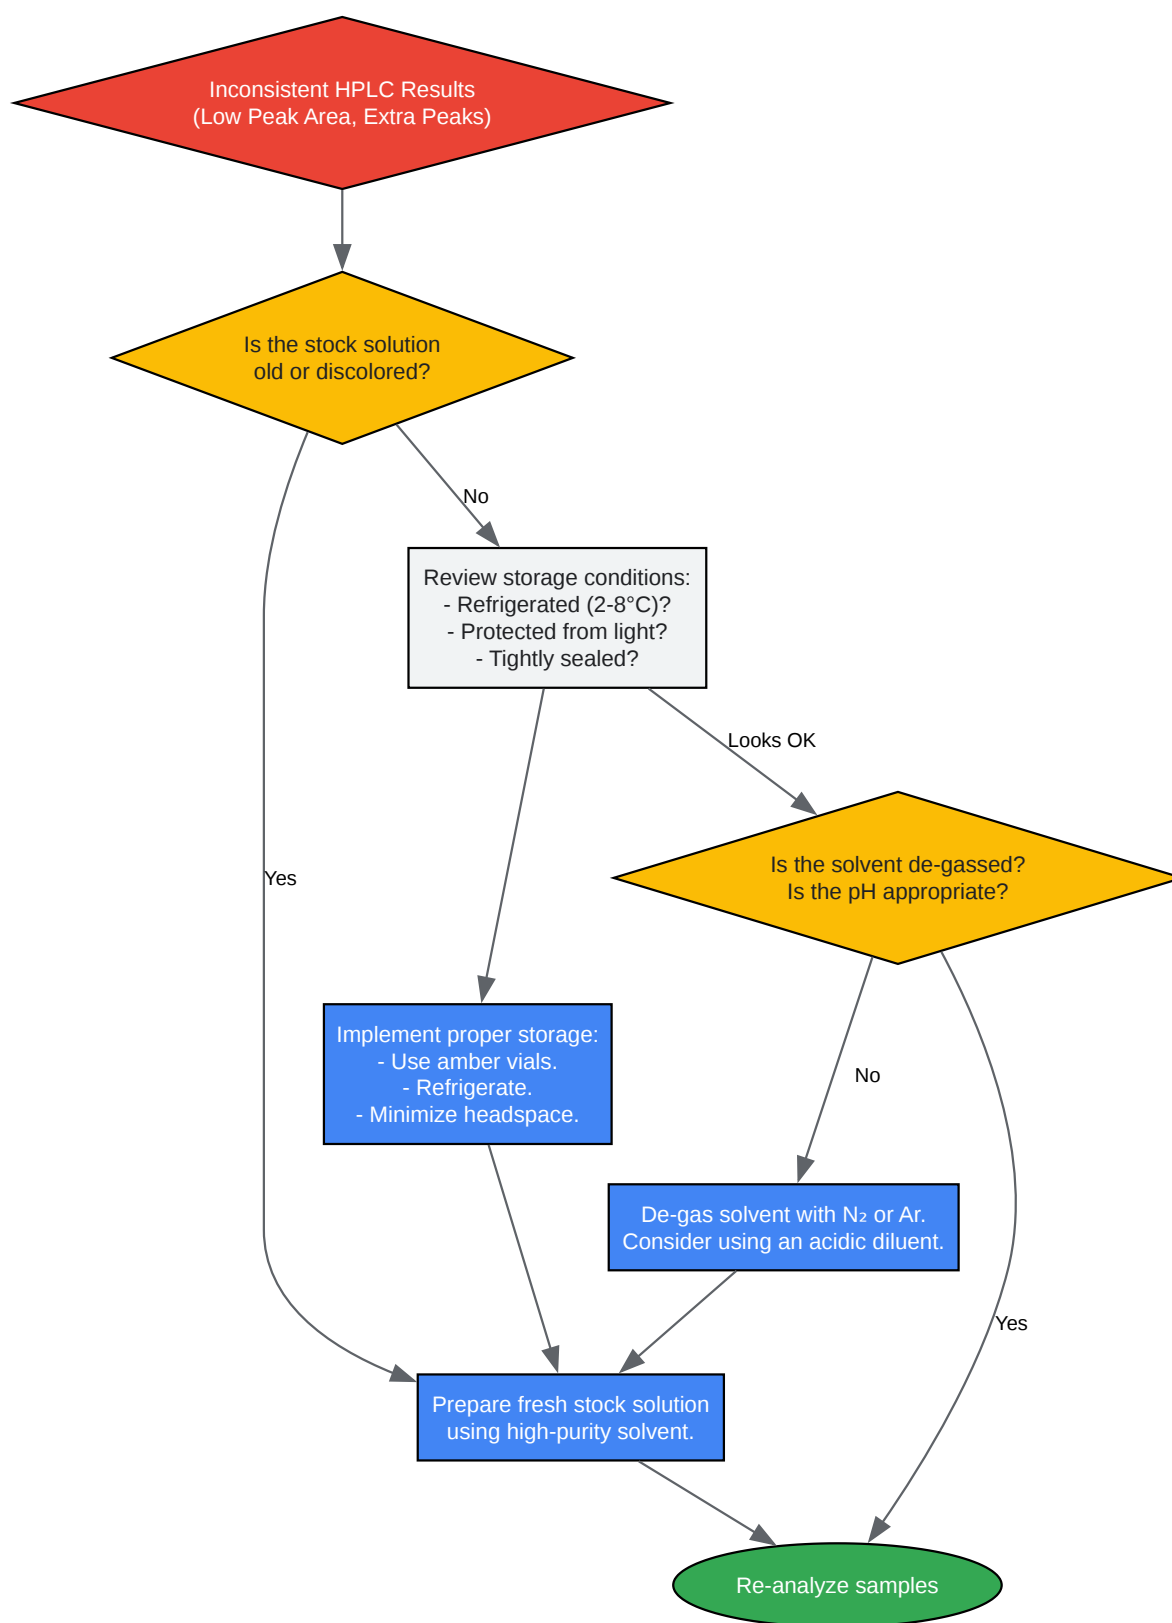 Inconsistent HPLC Results
(Low Peak Area, Extra Peaks)
Is the stock solution
old or discolored?
No
Review storage conditions:
- Refrigerated (2-8°C)?
- Protected from light?
- Tightly sealed?
Looks OK
Is the solvent de-gassed?
Is the pH appropriate?
Yes
Implement proper storage:
- Use amber vials.
- Refrigerate.
- Minimize headspace.
No
De-gas solvent with N₂ or Ar.
Consider using an acidic diluent.
Yes
Prepare fresh stock solution
using high-purity solvent.
Re-analyze samples